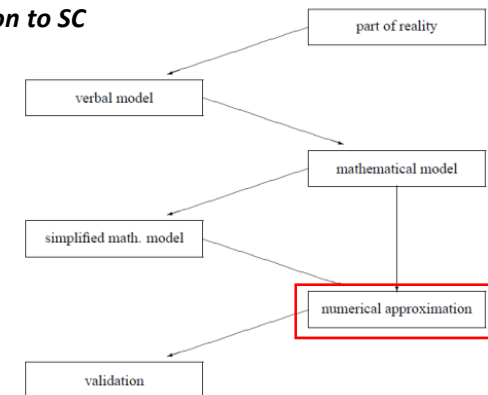 on to SC
part of reality
verbal model
mathematical model
simplified math. model
numerical approximation
validation